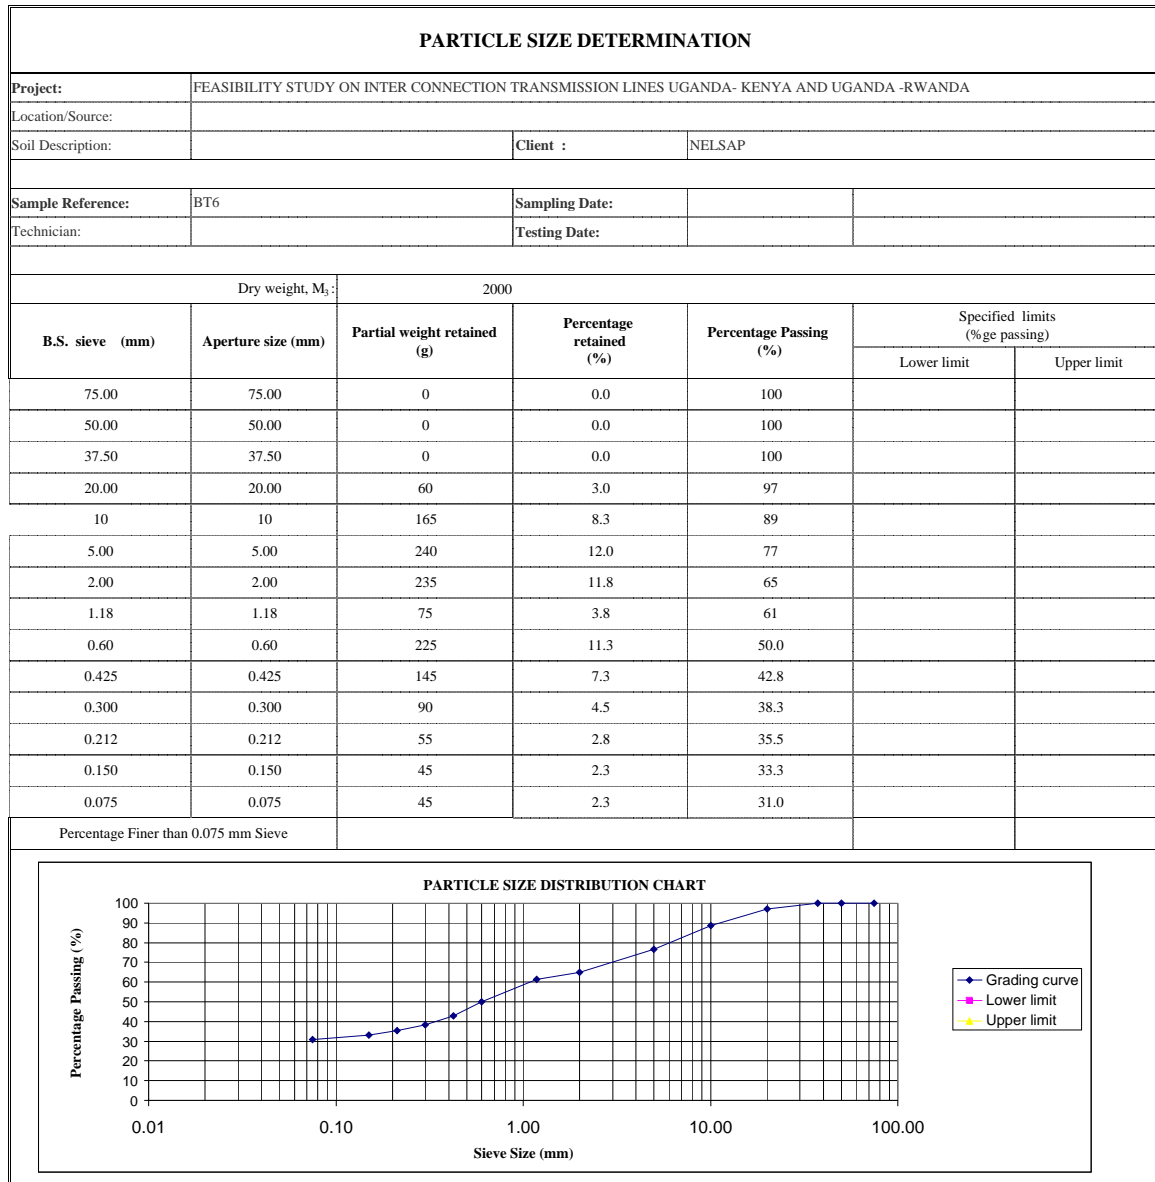 PARTICLE SIZE DETERMINATION
Project: FEASIBILITY STUDY ON INTER CONNECTION TRANSMISSION LINES UGANDA- KENYA AND UGANDA -RWANDA
Location/Source:
Soil Description: Client : NELSAP
Sample Reference: BT6 Sampling Date:
Technician: Testing Date:
Dry weight, M3: 2000
B.S. sieve (mm) Aperture size (mm) Partial weight retained (g) Percentage retained (%) Percentage Passing (%) Specified limits (%ge passing)
Lower limit Upper limit
75.00 75.00 0 0.0 100
50.00 50.00 0 0.0 100
37.50 37.50 0 0.0 100
20.00 20.00 60 3.0 97
10 10 165 8.3 89
5.00 5.00 240 12.0 77
2.00 2.00 235 11.8 65
1.18 1.18 75 3.8 61
0.60 0.60 225 11.3 50.0
0.425 0.425 145 7.3 42.8
0.300 0.300 90 4.5 38.3
0.212 0.212 55 2.8 35.5
0.150 0.150 45 2.3 33.3
0.075 0.075 45 2.3 31.0
Percentage Finer than 0.075 mm Sieve
PARTICLE SIZE DISTRIBUTION CHART
Percentage Passing (%)
100
90
80
70
60
50
40
30
20
10
0
0.01 0.10 1.00 10.00 100.00
Sieve Size (mm)
Grading curve
Lower limit
Upper limit